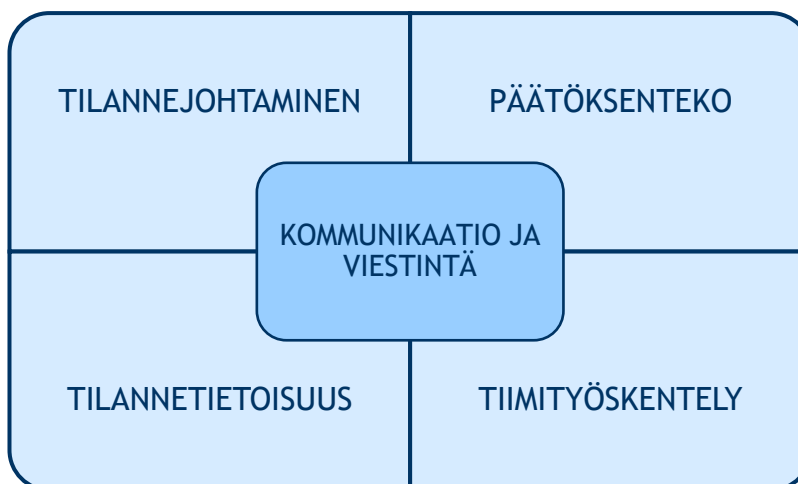 TILANNEJOHTAMINEN
PÄÄTÖKSENTEKO
KOMMUNIKAATIO JA
VIESTINTÄ
TILANNETIETOISUUS
TIIMITYÖSKENTELY